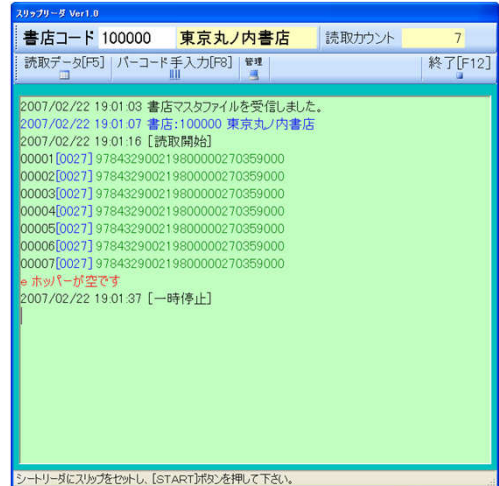 スリップリーダ Ver1.0
書店コード 100000 東京丸ノ内書店 読取カウント 7
読取データ[F5] バーコード手入力[F8] 管理 終了[F12]
2007/02/22 19:01:03 書店マスタファイルを受信しました。
2007/02/22 19:01:07 書店:100000 東京丸ノ内書店
2007/02/22 19:01:16 [読取開始]
00001[0027] 978432900219800000270359000
00002[0027] 978432900219800000270359000
00003[0027] 978432900219800000270359000
00004[0027] 978432900219800000270359000
00005[0027] 978432900219800000270359000
00006[0027] 978432900219800000270359000
00007[0027] 978432900219800000270359000
e ホッパーが空です
2007/02/22 19:01:37 [一時停止]
シートリーダにスリップをセットし、[START]ボタンを押して下さい。